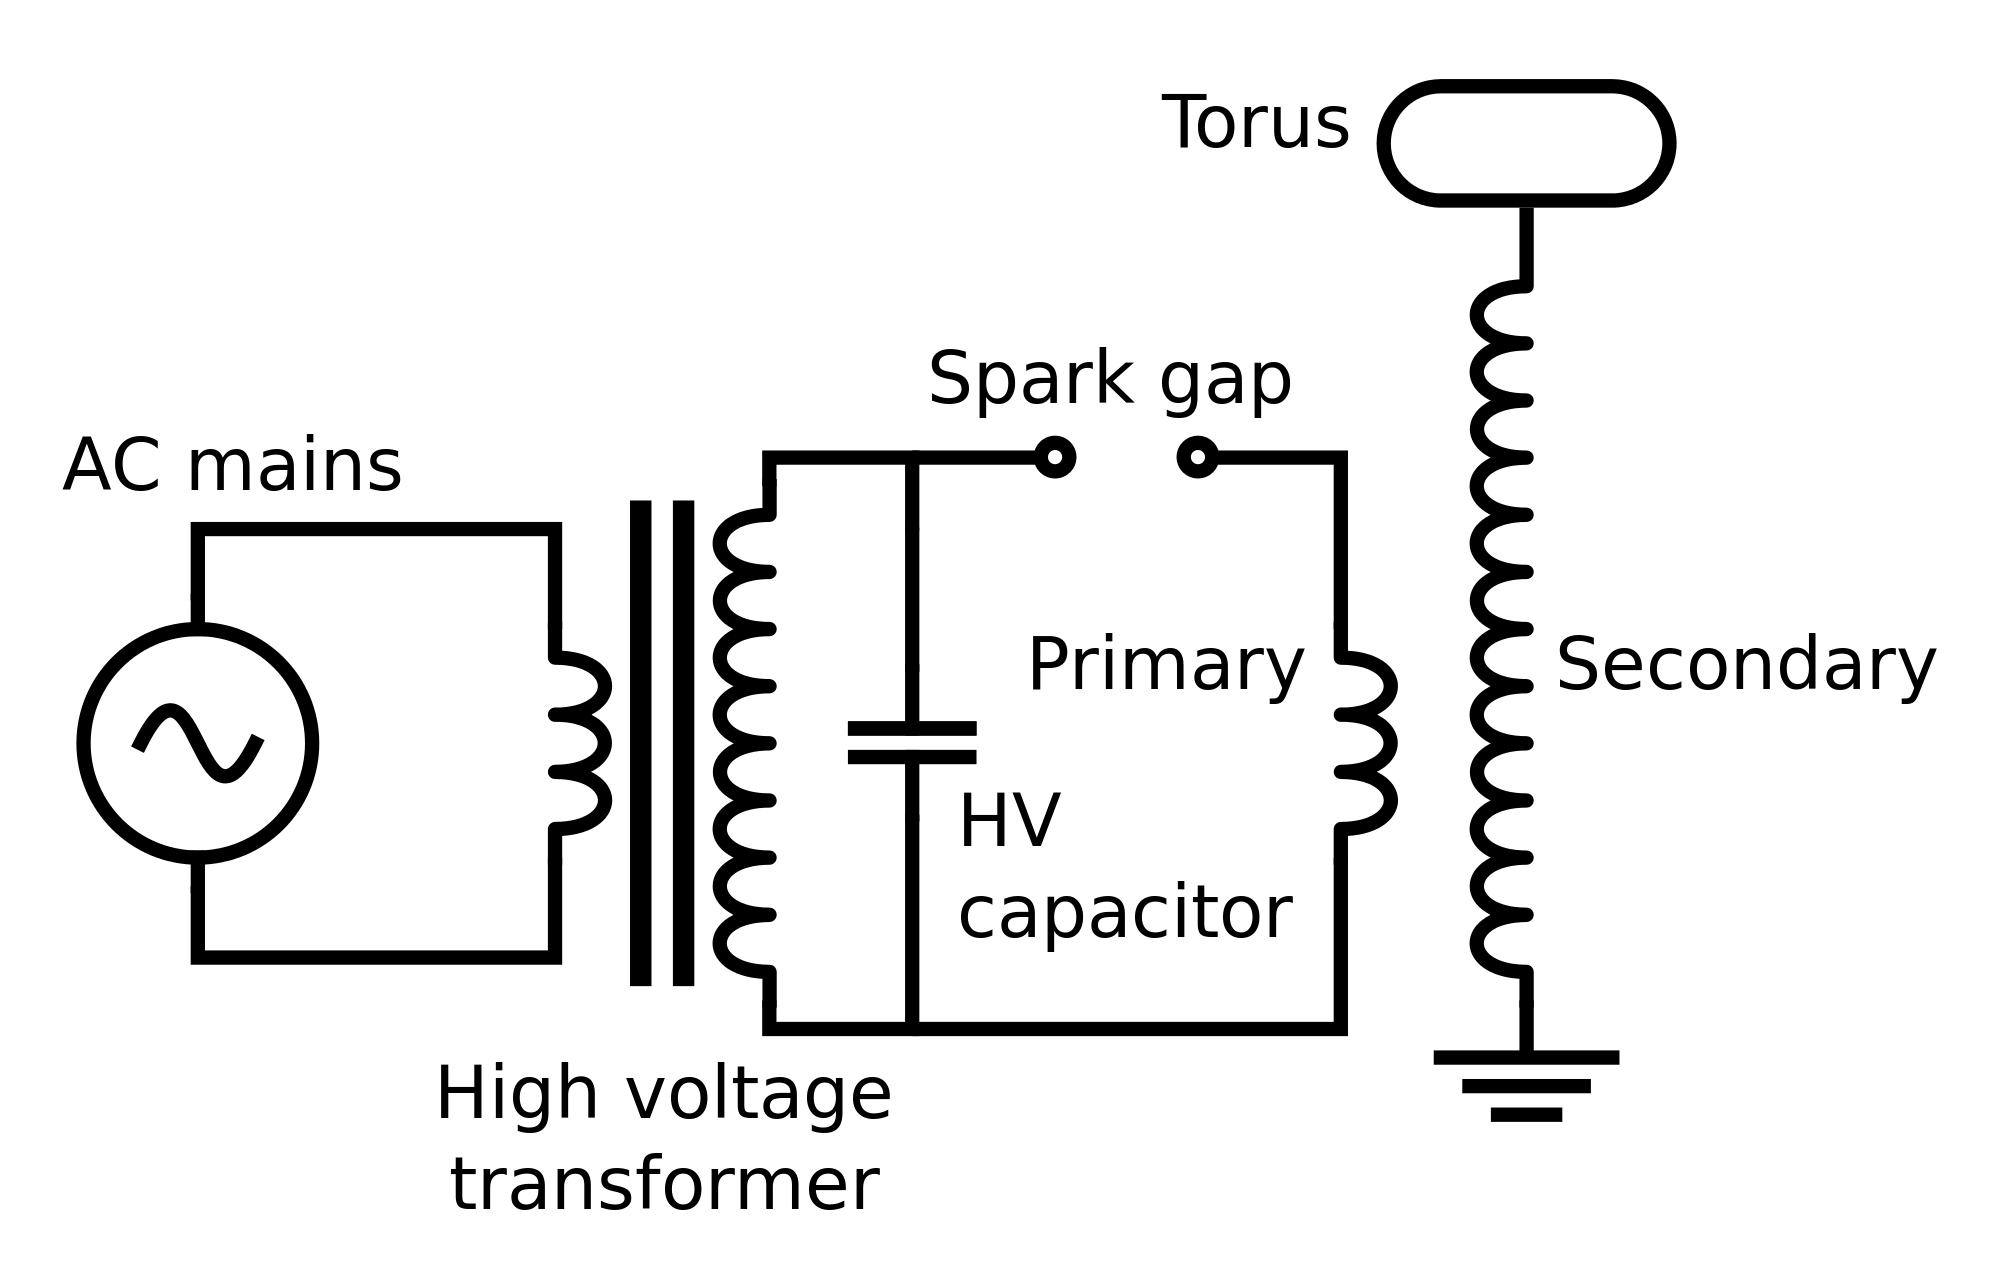 Torus
Spark gap
AC mains
Primary
Secondary
HV
capacitor
High voltage
transformer